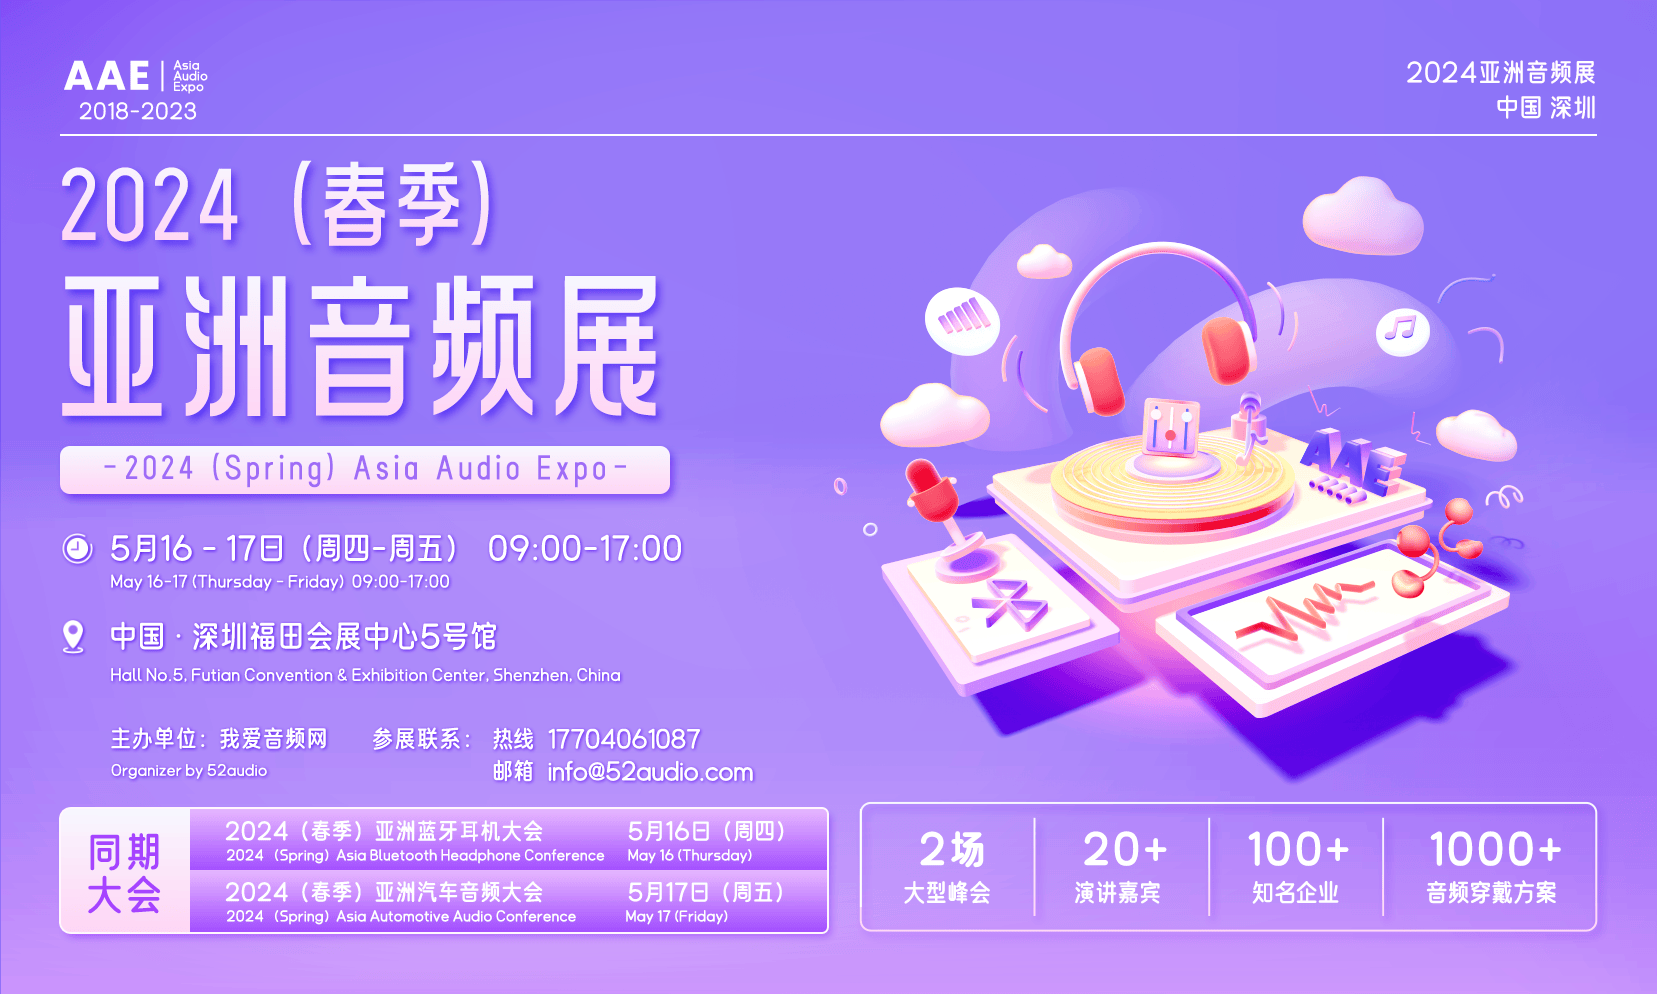 AAE
Asia
Audio
Expo
2018-2023
2024亚洲音频展
中国 深圳
2024（春季）
亚洲音频展
-2024（Spring）Asia Audio Expo-
5月16 - 17日（周四-周五） 09:00-17:00
May 16-17 (Thursday - Friday) 09:00-17:00
中国 · 深圳福田会展中心5号馆
Hall No.5, Futian Convention & Exhibition Center, Shenzhen, China
主办单位：我爱音频网
Organizer by 52audio
参展联系：热线 17704061087
邮箱 info@52audio.com
AAE
同期
大会
2024（春季）亚洲蓝牙耳机大会 5月16日（周四）
2024（Spring）Asia Bluetooth Headphone Conference May 16 (Thursday)
2024（春季）亚洲汽车音频大会 5月17日（周五）
2024（Spring）Asia Automotive Audio Conference May 17 (Friday)
2场
大型峰会
20+
演讲嘉宾
100+
知名企业
1000+
音频穿戴方案